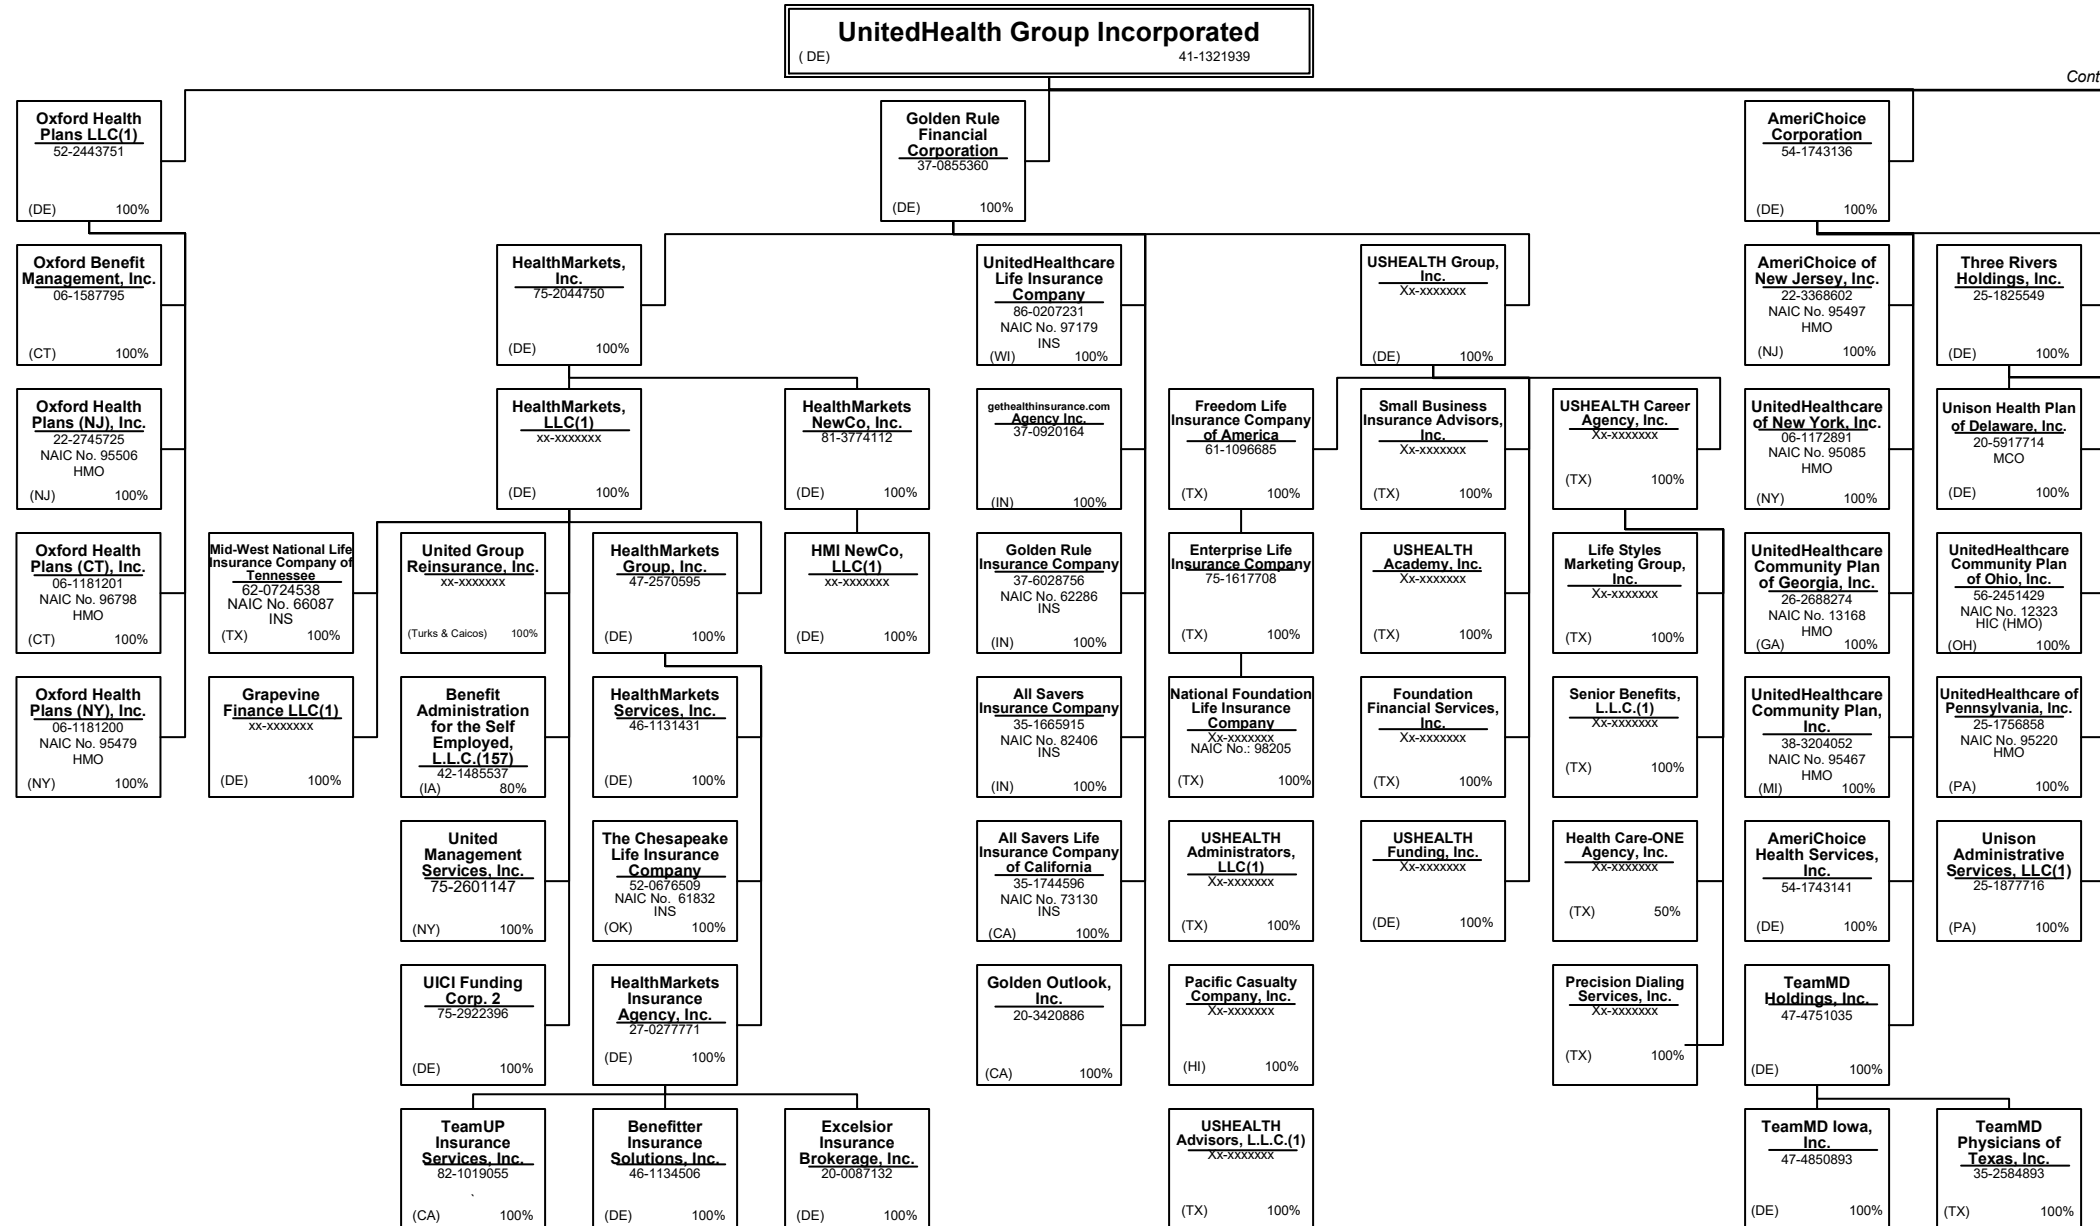 UnitedHealth Group Incorporated
( DE) 41-1321939
Cont
Oxford Health
Plans LLC(1)
52-2443751
(DE) 100%
Golden Rule
Financial
Corporation
37-0855360
(DE) 100%
AmeriChoice
Corporation
54-1743136
(DE) 100%
Oxford Benefit
Management, Inc.
06-1587795
(CT) 100%
HealthMarkets,
Inc.
75-2044750
(DE) 100%
UnitedHealthcare
Life Insurance
Company
86-0207231
NAIC No. 97179
INS
(WI) 100%
USHEALTH Group,
Inc.
Xx-xxxxxxx
(DE) 100%
AmeriChoice of
New Jersey, Inc.
22-3368602
NAIC No. 95497
HMO
(NJ) 100%
Three Rivers
Holdings, Inc.
25-1825549
(DE) 100%
Oxford Health
Plans (NJ), Inc.
22-2745725
NAIC No. 95506
HMO
(NJ) 100%
HealthMarkets,
LLC(1)
xx-xxxxxxx
(DE) 100%
HealthMarkets
NewCo, Inc.
81-3774112
(DE) 100%
gethealthinsurance.com
Agency Inc.
37-0920164
(IN) 100%
Freedom Life
Insurance Company
of America
61-1096685
(TX) 100%
Small Business
Insurance Advisors,
Inc.
Xx-xxxxxxx
(TX) 100%
USHEALTH Career
Agency, Inc.
Xx-xxxxxxx
(TX) 100%
UnitedHealthcare
of New York, Inc.
06-1172891
NAIC No. 95085
HMO
(NY) 100%
Unison Health Plan
of Delaware, Inc.
20-5917714
MCO
(DE) 100%
Oxford Health
Plans (CT), Inc.
06-1181201
NAIC No. 96798
HMO
(CT) 100%
Mid-West National Life
Insurance Company of
Tennessee
62-0724538
NAIC No. 66087
INS
(TX) 100%
United Group
Reinsurance, Inc.
xx-xxxxxxx
(Turks & Caicos) 100%
HealthMarkets
Group, Inc.
47-2570595
(DE) 100%
HMI NewCo,
LLC(1)
xx-xxxxxxx
(DE) 100%
Golden Rule
Insurance Company
37-6028756
NAIC No. 62286
INS
(IN) 100%
Enterprise Life
Insurance Company
75-1617708
(TX) 100%
USHEALTH
Academy, Inc.
Xx-xxxxxxx
(TX) 100%
Life Styles
Marketing Group,
Inc.
Xx-xxxxxxx
(TX) 100%
UnitedHealthcare
Community Plan
of Georgia, Inc.
26-2688274
NAIC No. 13168
HMO
(GA) 100%
UnitedHealthcare
Community Plan
of Ohio, Inc.
56-2451429
NAIC No. 12323
HIC (HMO)
(OH) 100%
Oxford Health
Plans (NY), Inc.
06-1181200
NAIC No. 95479
HMO
(NY) 100%
Grapevine
Finance LLC(1)
xx-xxxxxxx
(DE) 100%
Benefit
Administration
for the Self
Employed,
L.L.C.(157)
42-1485537
(IA) 80%
HealthMarkets
Services, Inc.
46-1131431
(DE) 100%
All Savers
Insurance Company
35-1665915
NAIC No. 82406
INS
(IN) 100%
National Foundation
Life Insurance
Company
Xx-xxxxxxx
NAIC No.: 98205
(TX) 100%
Foundation
Financial Services,
Inc.
Xx-xxxxxxx
(TX) 100%
Senior Benefits,
L.L.C.(1)
Xx-xxxxxxx
(TX) 100%
UnitedHealthcare
Community Plan,
Inc.
38-3204052
NAIC No. 95467
HMO
(MI) 100%
UnitedHealthcare of
Pennsylvania, Inc.
25-1756858
NAIC No. 95220
HMO
(PA) 100%
United
Management
Services, Inc.
75-2601147
(NY) 100%
The Chesapeake
Life Insurance
Company
52-0676509
NAIC No. 61832
INS
(OK) 100%
All Savers Life
Insurance Company
of California
35-1744596
NAIC No. 73130
INS
(CA) 100%
USHEALTH
Administrators,
LLC(1)
Xx-xxxxxxx
(TX) 100%
USHEALTH
Funding, Inc.
Xx-xxxxxxx
(DE) 100%
Health Care-ONE
Agency, Inc.
Xx-xxxxxxx
(TX) 50%
AmeriChoice
Health Services,
Inc.
54-1743141
(DE) 100%
Unison
Administrative
Services, LLC(1)
25-1877716
(PA) 100%
UICI Funding
Corp. 2
75-2922396
(DE) 100%
HealthMarkets
Insurance
Agency, Inc.
27-0277771
(DE) 100%
Golden Outlook,
Inc.
20-3420886
(CA) 100%
Pacific Casualty
Company, Inc.
Xx-xxxxxxx
(HI) 100%
Precision Dialing
Services, Inc.
Xx-xxxxxxx
(TX) 100%
TeamMD
Holdings, Inc.
47-4751035
(DE) 100%
TeamUP
Insurance
Services, Inc.
82-1019055
(CA) 100%
Benefitter
Insurance
Solutions, Inc.
46-1134506
(DE) 100%
Excelsior
Insurance
Brokerage, Inc.
20-0087132
(DE) 100%
USHEALTH
Advisors, L.L.C.(1)
Xx-xxxxxxx
(TX) 100%
TeamMD Iowa,
Inc.
47-4850893
(DE) 100%
TeamMD
Physicians of
Texas, Inc.
35-2584893
(TX) 100%